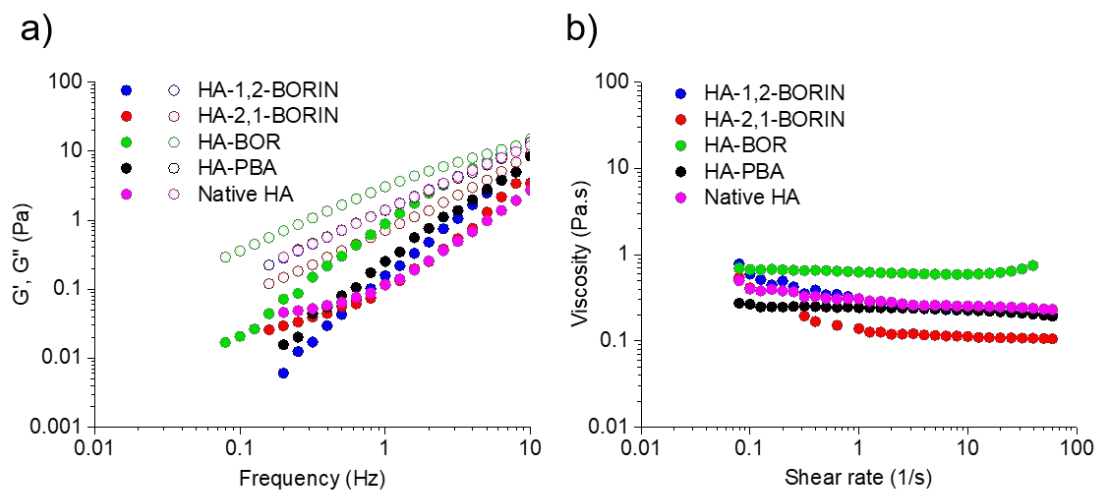 a)
G', G" (Pa)
100
10
1
0.1
0.01
0.001
0.01
0.1
1
10
Frequency (Hz)
HA-1,2-BORIN
HA-2,1-BORIN
HA-BOR
HA-PBA
Native HA
b)
Viscosity (Pa.s)
100
10
1
0.1
0.01
0.01
0.1
1
10
100
Shear rate (1/s)
HA-1,2-BORIN
HA-2,1-BORIN
HA-BOR
HA-PBA
Native HA